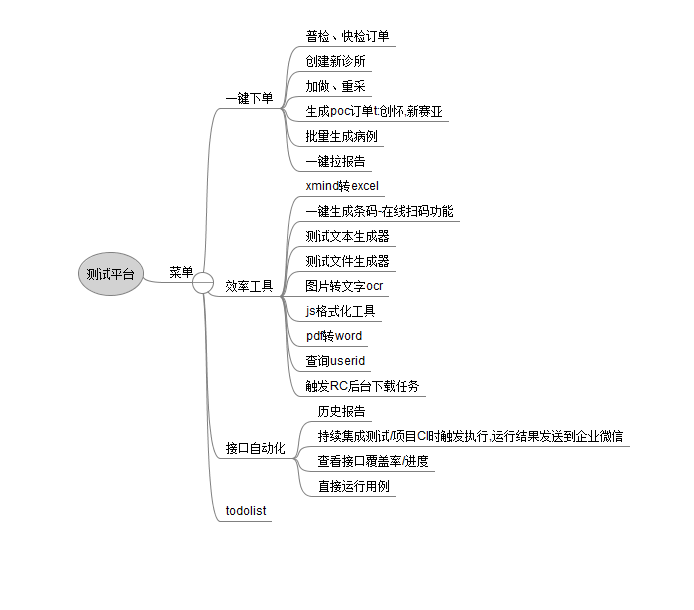 测试平台
菜单
一键下单
普检、快检订单
创建新诊所
加做、重采
生成poc订单t:创怀,新赛亚
批量生成病例
一键拉报告
效率工具
xmind转excel
一键生成条码-在线扫码功能
测试文本生成器
测试文件生成器
图片转文字ocr
js格式化工具
pdf转word
查询userid
触发RC后台下载任务
接口自动化
历史报告
持续集成测试/项目CI时触发执行,运行结果发送到企业微信
查看接口覆盖率/进度
直接运行用例
todolist